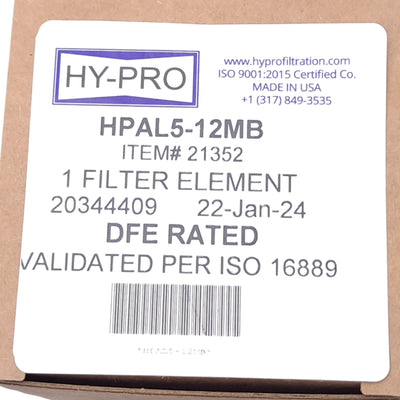 HY-PRO
www.hyprofiltration.com
ISO 9001:2015 Certified Co.
MADE IN USA
+1 (317) 849-3535
HPAL5-12MB
ITEM# 21352
1 FILTER ELEMENT
20344409 22-Jan-24
DFE RATED
VALIDATED PER ISO 16889